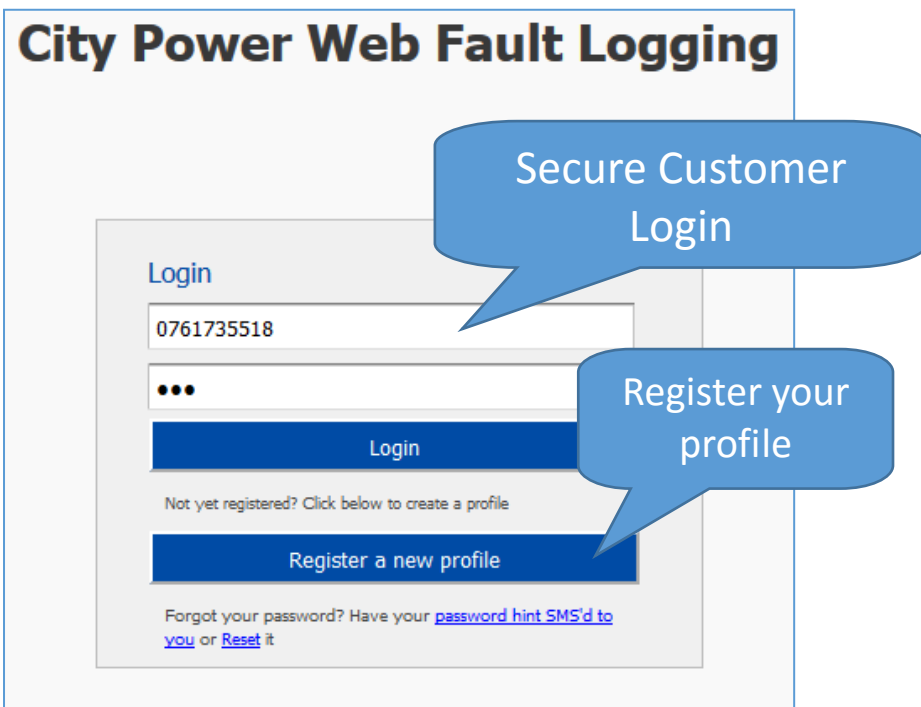 City Power Web Fault Logging
Secure Customer
Login
Login
0761735518
•••
Register your
profile
Login
Not yet registered? Click below to create a profile
Register a new profile
Forgot your password? Have your password hint SMS'd to
you or Reset it